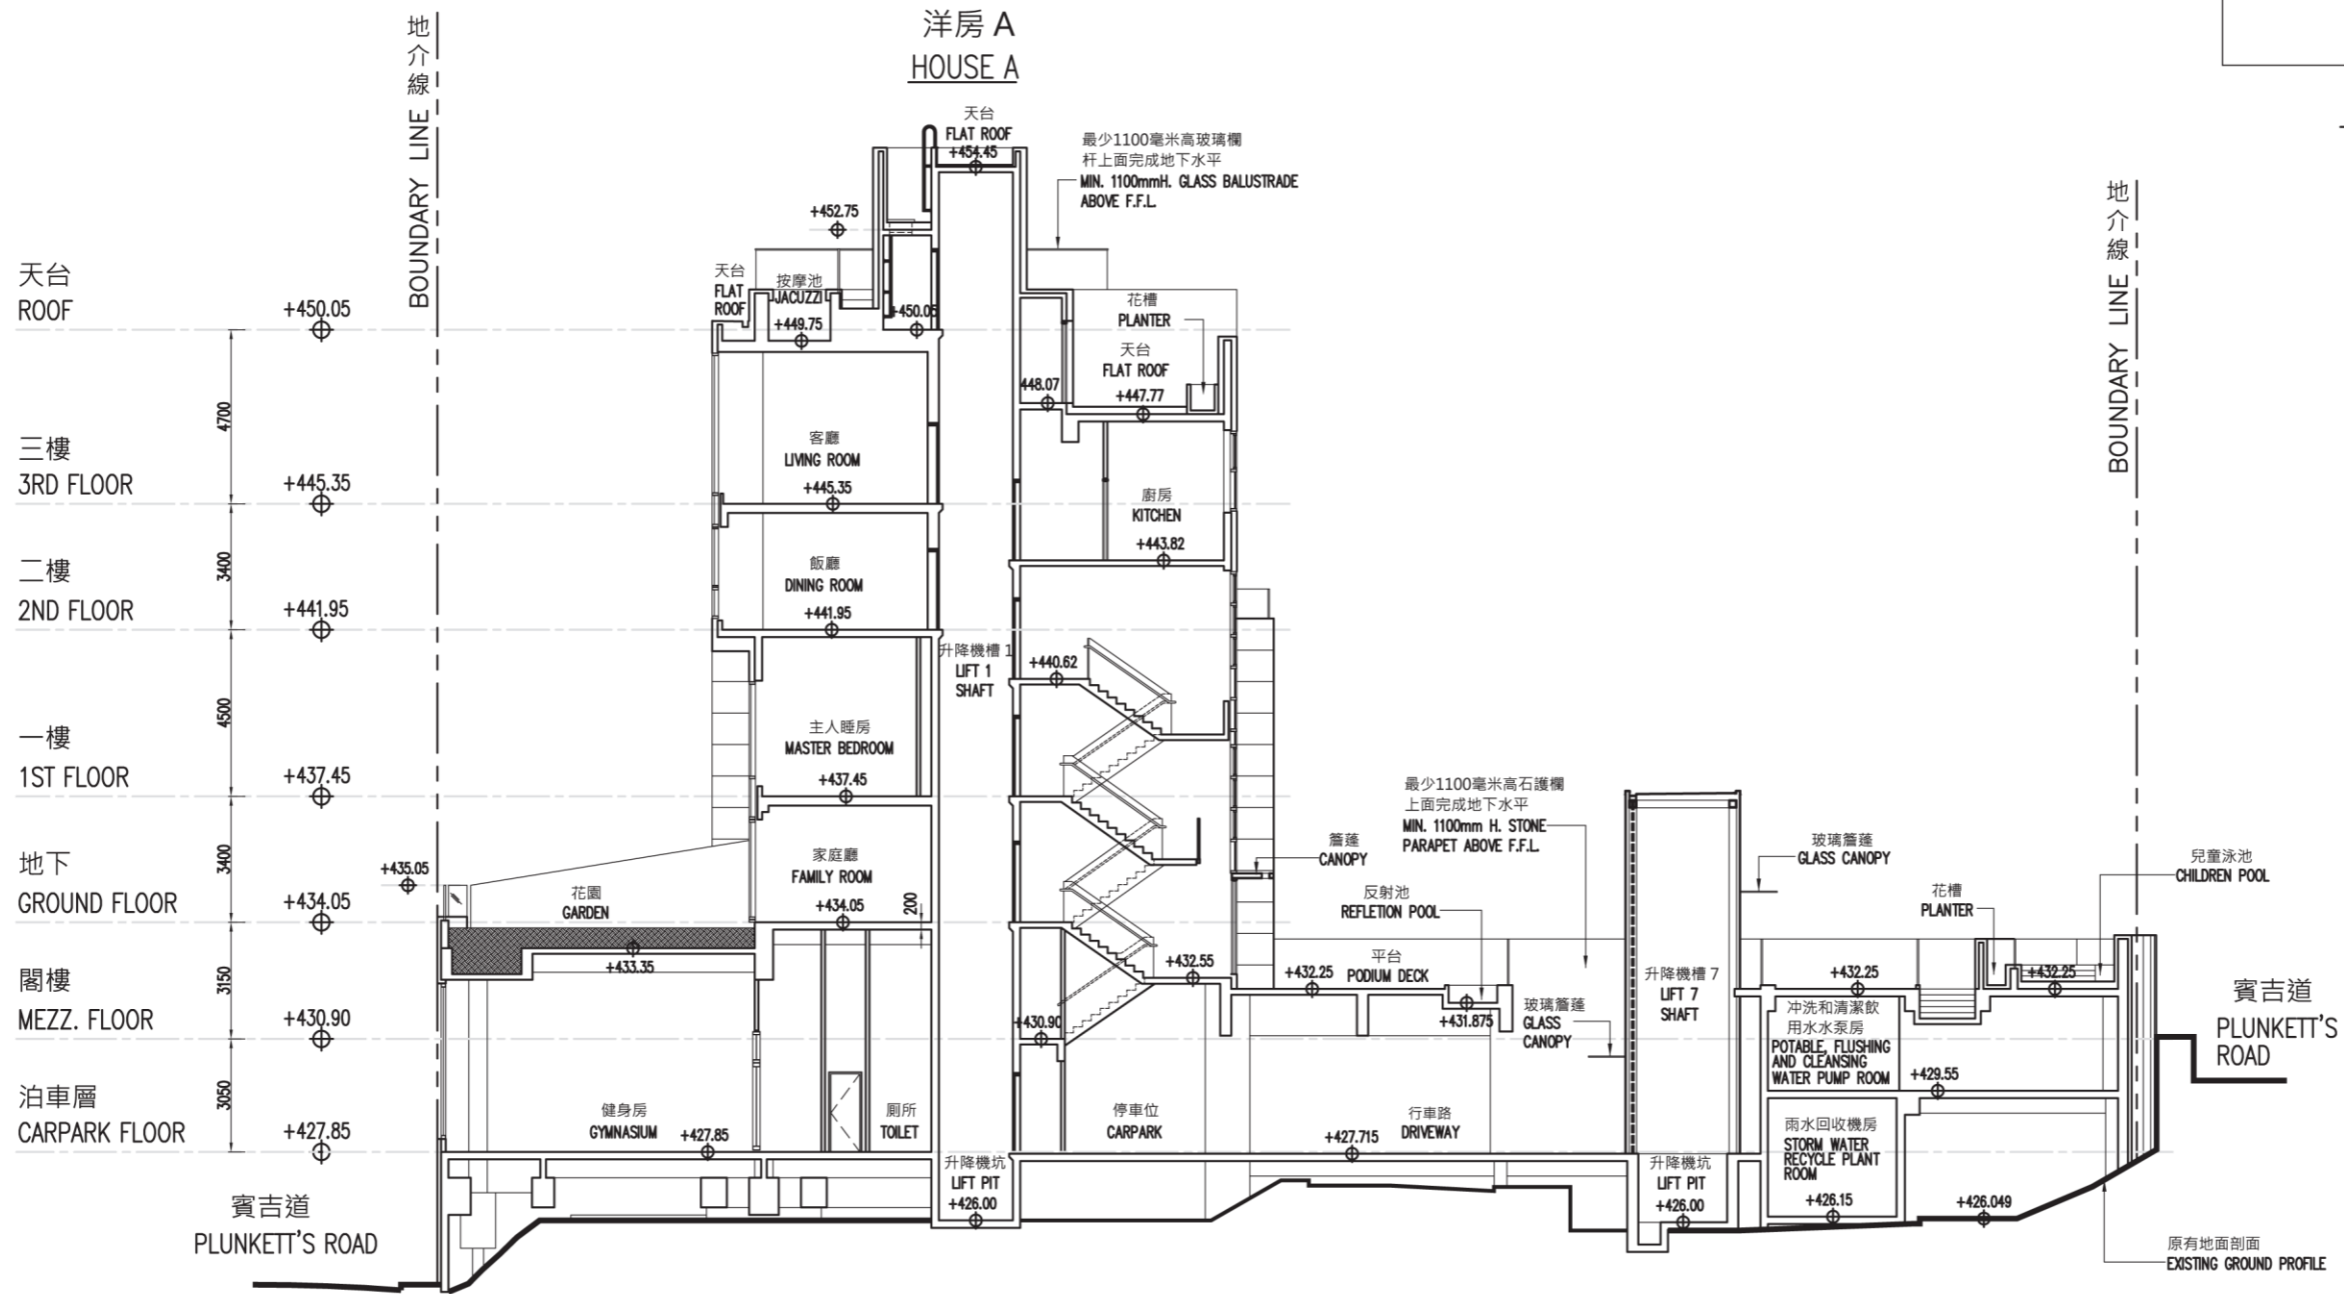 洋房 A
HOUSE A
地介線 BOUNDARY LINE
天台
FLAT ROOF
+454.45
最少1100毫米高玻璃欄
杆上面完成地下水平
MIN. 1100mmH. GLASS BALUSTRADE
ABOVE F.F.L.
地介線 BOUNDARY LINE
+452.75
天台
ROOF
+450.05
天台
FLAT
ROOF
按摩池
JACUZZI
+449.75
+450.05
花槽
PLANTER
天台
FLAT ROOF
+447.77
448.07
4700
客廳
LIVING ROOM
+445.35
三樓
3RD FLOOR
+445.35
廚房
KITCHEN
+443.82
3400
飯廳
DINING ROOM
+441.95
二樓
2ND FLOOR
+441.95
升降機槽 1
LIFT 1
SHAFT
+440.62
4500
主人睡房
MASTER BEDROOM
+437.45
一樓
1ST FLOOR
+437.45
最少1100毫米高石護欄
上面完成地下水平
MIN. 1100mm H. STONE
PARAPET ABOVE F.F.L.
簷蓬
CANOPY
玻璃簷蓬
GLASS CANOPY
兒童泳池
CHILDREN POOL
3400
家庭廳
FAMILY ROOM
+434.05
200
地下
GROUND FLOOR
+434.05
+435.05
花園
GARDEN
+433.35
反射池
REFLETION POOL
花槽
PLANTER
3150
+432.55
+432.25
平台
PODIUM DECK
+431.875
升降機槽 7
LIFT 7
SHAFT
+432.25
+432.25
閣樓
MEZZ. FLOOR
+430.90
+430.90
玻璃簷蓬
GLASS
CANOPY
冲洗和清潔飲
用水水泵房
POTABLE, FLUSHING
AND CLEANSING
WATER PUMP ROOM
+429.55
賓吉道
PLUNKETT'S
ROAD
3050
泊車層
CARPARK FLOOR
+427.85
健身房
GYMNASIUM
+427.85
厠所
TOILET
停車位
CARPARK
行車路
DRIVEWAY
+427.715
雨水回收機房
STORM WATER
RECYCLE PLANT
ROOM
+426.15
+426.049
升降機坑
LIFT PIT
+426.00
升降機坑
LIFT PIT
+426.00
賓吉道
PLUNKETT'S ROAD
原有地面剖面
EXISTING GROUND PROFILE